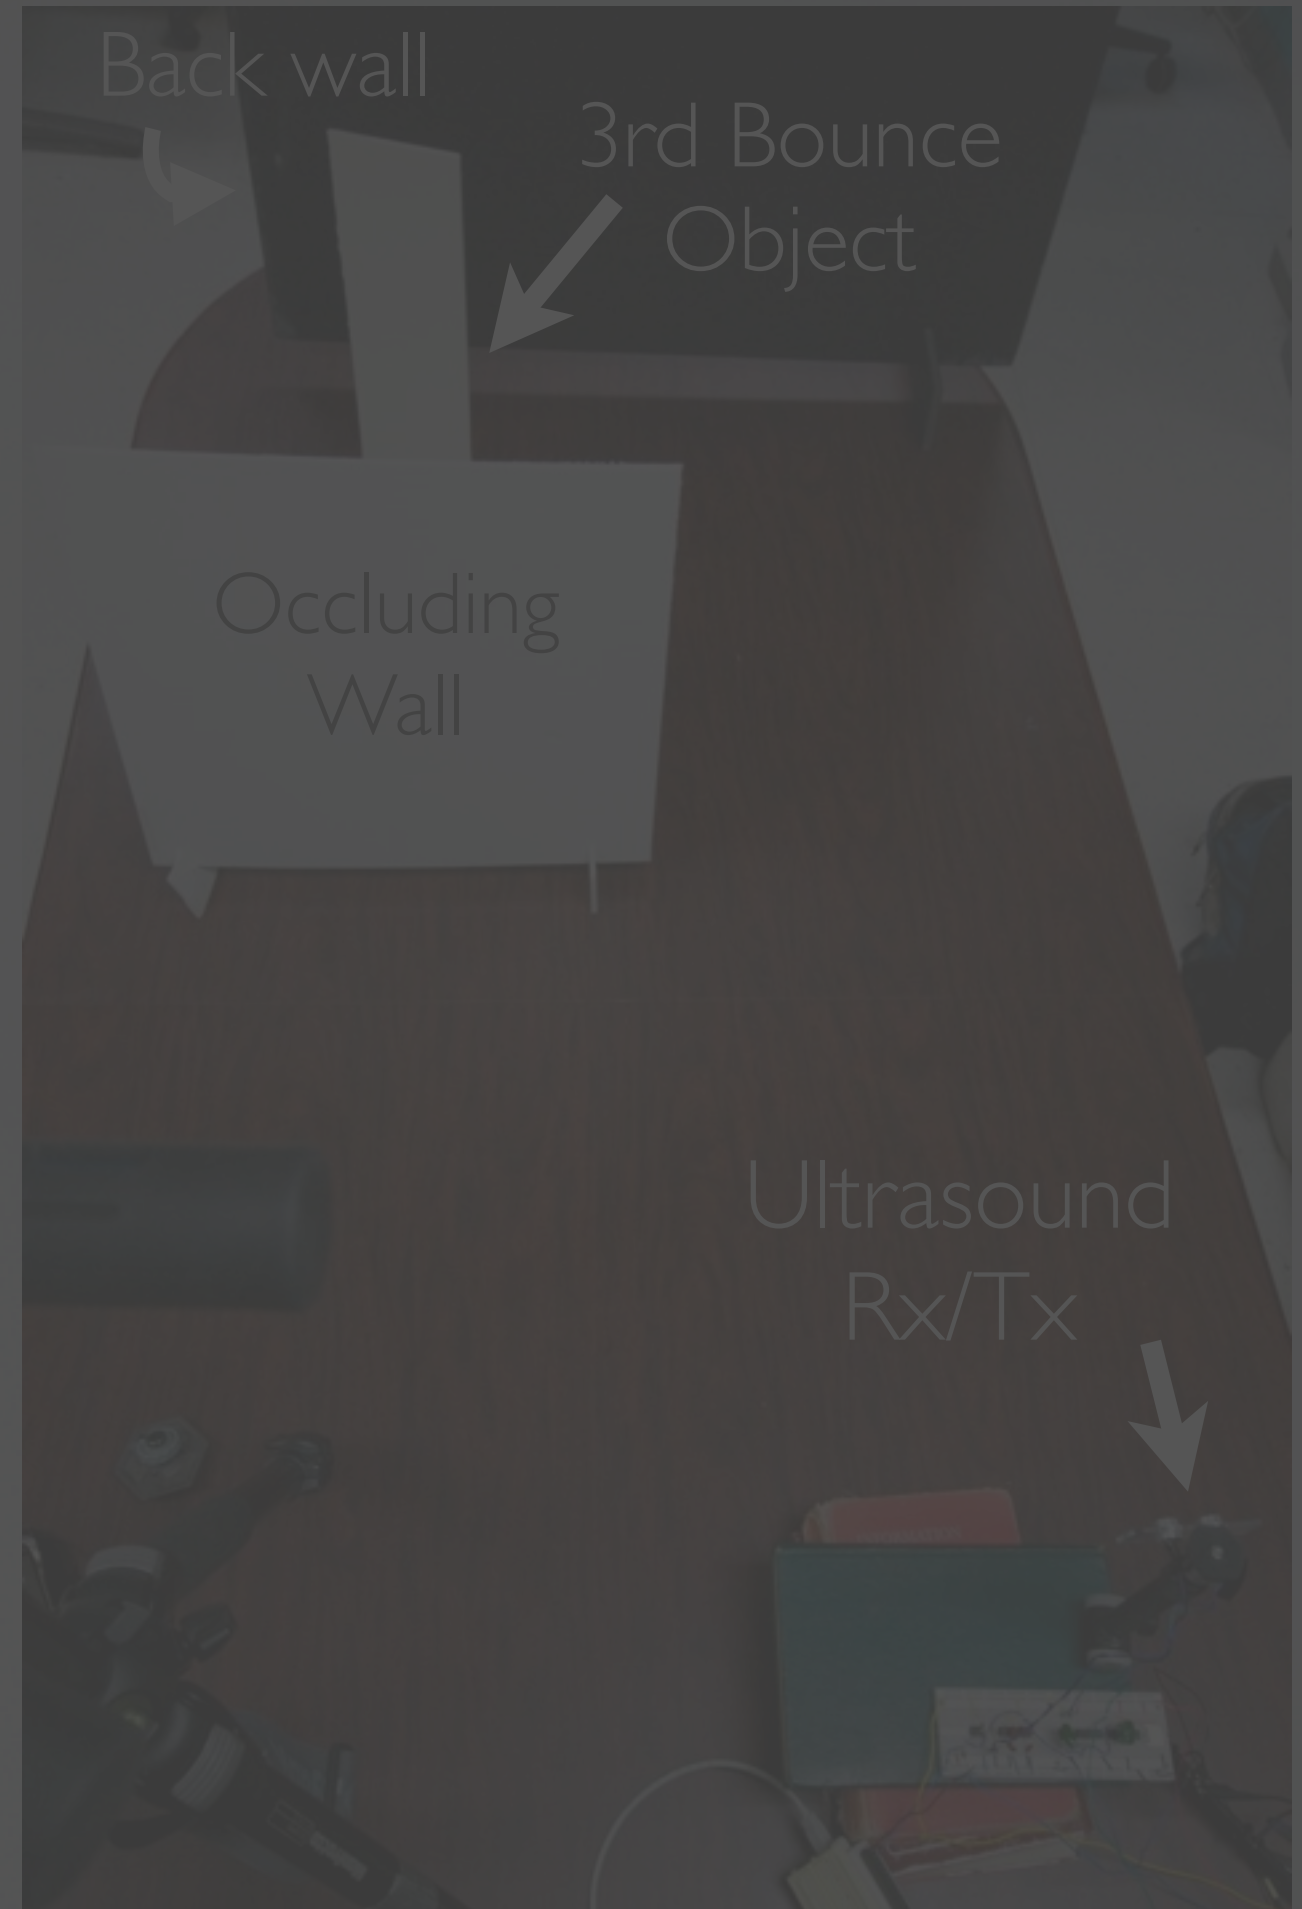 Back wall
3rd Bounce
Object
Occluding
Wall
Ultrasound
Rx/Tx